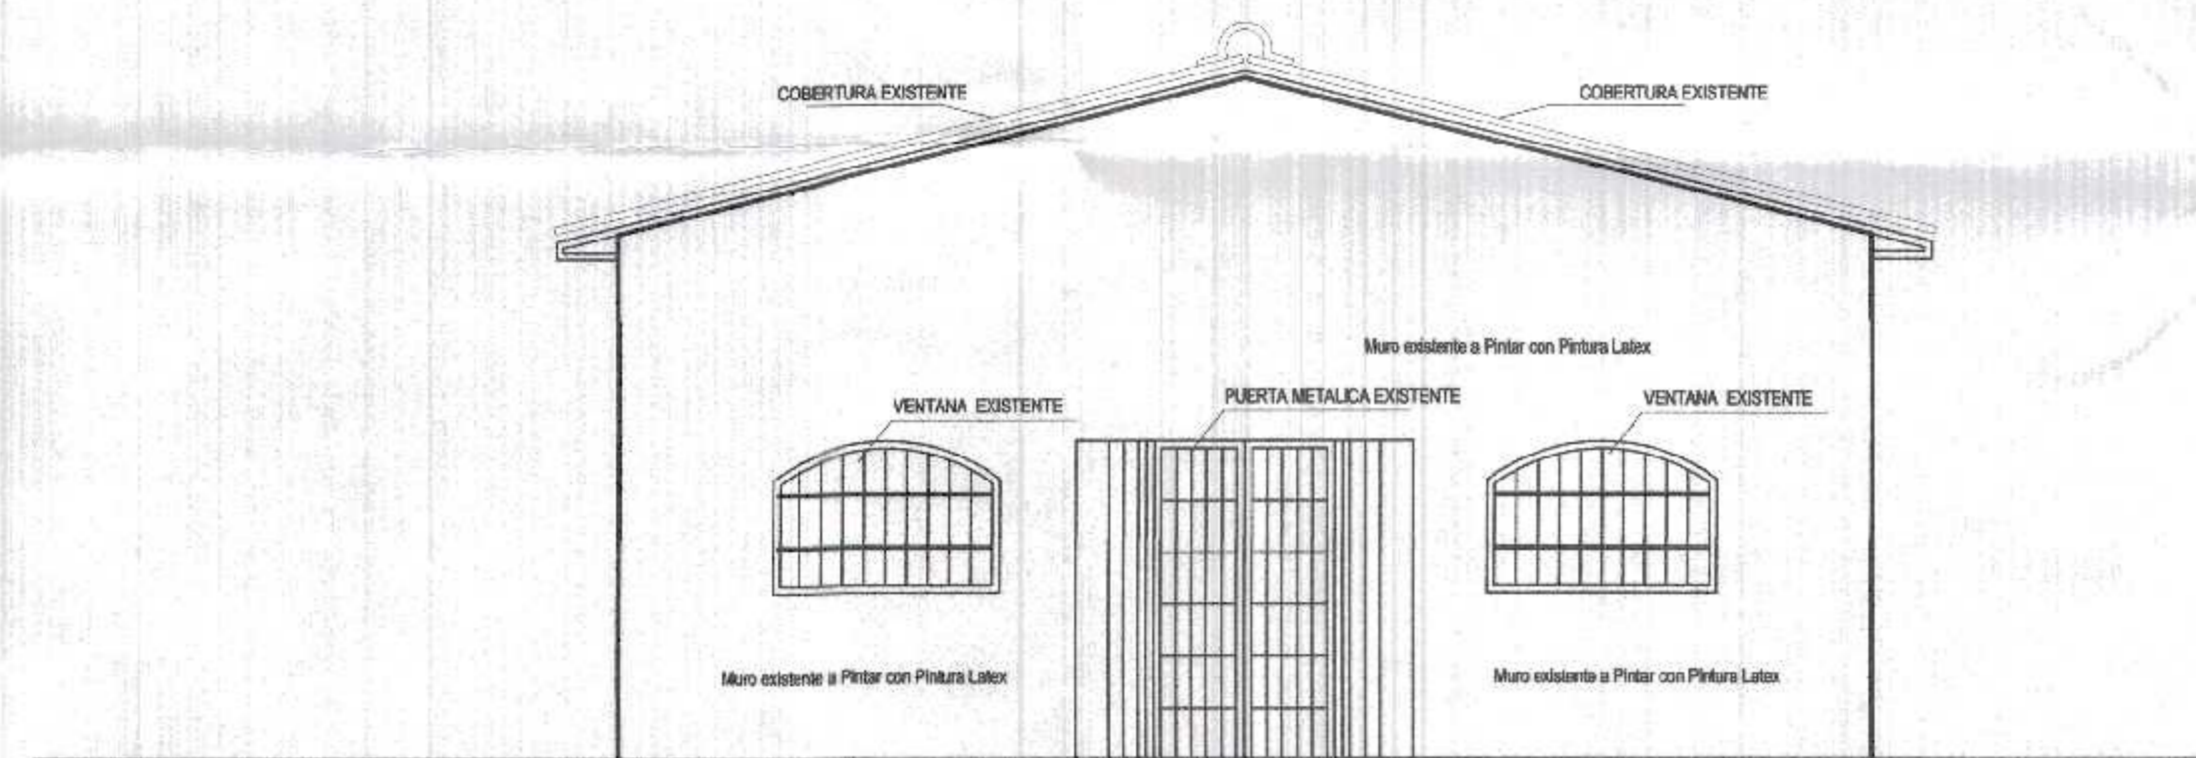 COBERTURA EXISTENTE
COBERTURA EXISTENTE
Muro existente a Pintar con Pintura Latex
VENTANA EXISTENTE
PUERTA METALICA EXISTENTE
VENTANA EXISTENTE
Muro existente a Pintar con Pintura Latex
Muro existente a Pintar con Pintura Latex